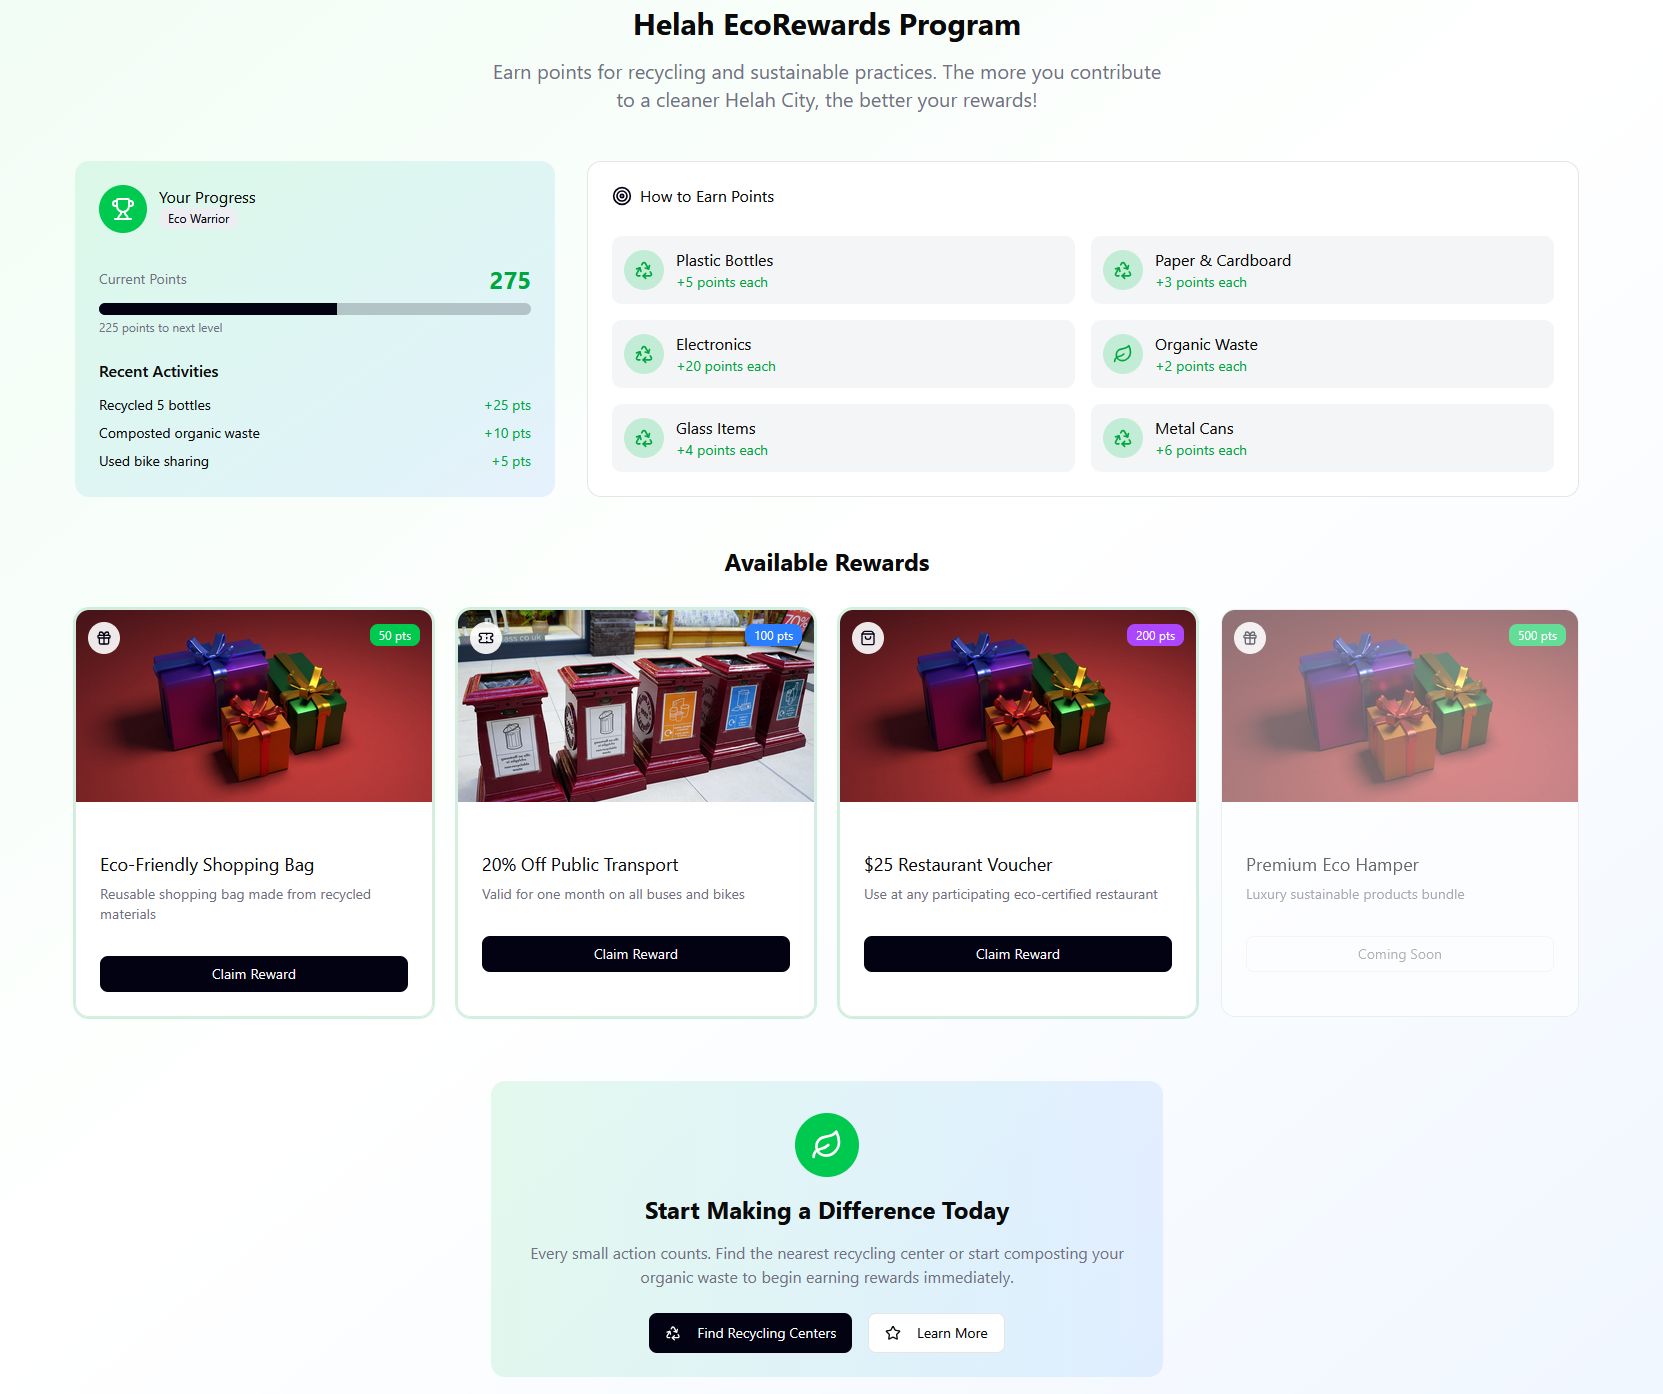 Helah EcoRewards Program
Earn points for recycling and sustainable practices. The more you contribute
to a cleaner Helah City, the better your rewards!
Your Progress
Eco Warrior
Current Points
275
225 points to next level
Recent Activities
Recycled 5 bottles
+25 pts
Composted organic waste
+10 pts
Used bike sharing
+5 pts
How to Earn Points
Plastic Bottles
+5 points each
Paper & Cardboard
+3 points each
Electronics
+20 points each
Organic Waste
+2 points each
Glass Items
+4 points each
Metal Cans
+6 points each
Available Rewards
50 pts
Eco-Friendly Shopping Bag
Reusable shopping bag made from recycled
materials
Claim Reward
100 pts
70%
20% Off Public Transport
Valid for one month on all buses and bikes
Claim Reward
200 pts
$25 Restaurant Voucher
Use at any participating eco-certified restaurant
Claim Reward
500 pts
Premium Eco Hamper
Luxury sustainable products bundle
Coming Soon
Start Making a Difference Today
Every small action counts. Find the nearest recycling center or start composting your
organic waste to begin earning rewards immediately.
Find Recycling Centers
Learn More